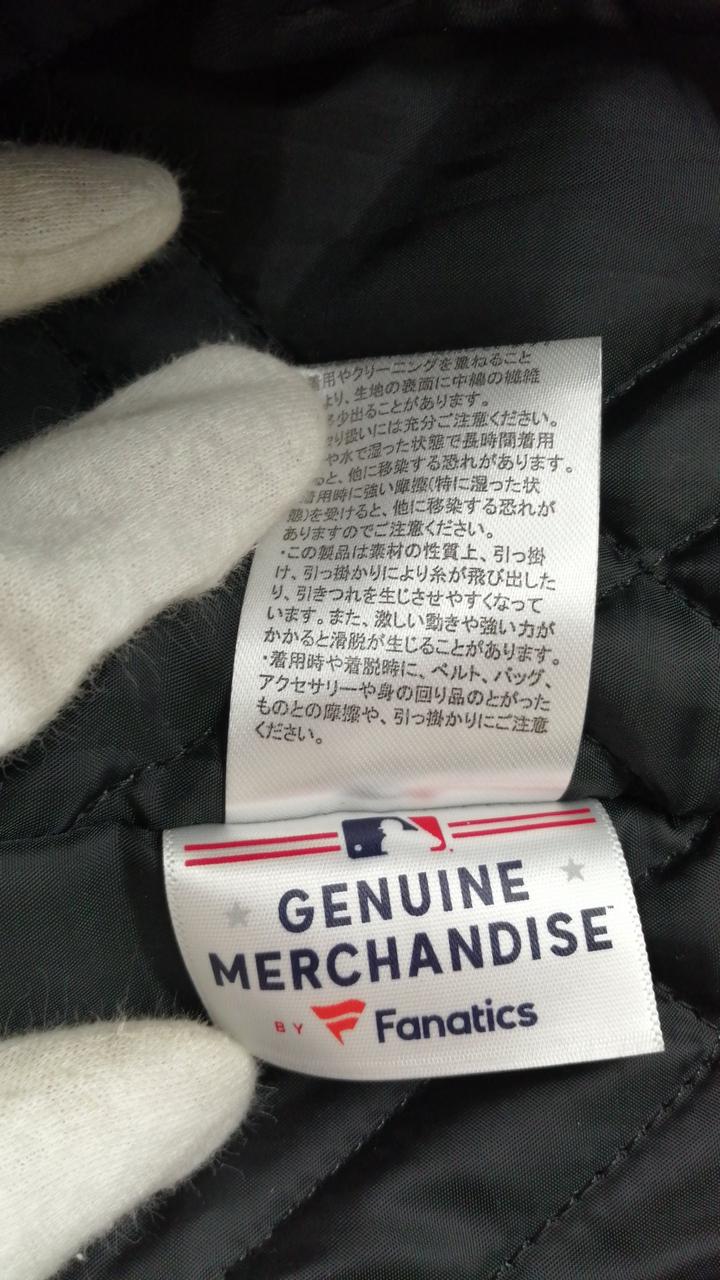 用やクリーニングを重ねること
より、生地の表面に中綿の繊維
少出ることがあります。
り扱いには充分ご注意ください。
や水で湿った状態で長時間着用
ると、他に移染する恐れがあります。
着用時に強い摩擦(特に湿った状
態)を受けると、他に移染する恐れが
ありますのでご注意ください。
・この製品は素材の性質上、引っ掛
け、引っ掛かりにより糸が飛び出した
り、引きつれを生じさせやすくなって
います。また、激しい動きや強い力が
かかると滑脱が生じることがあります。
・着用時や着脱時に、ベルト、バッグ、
アクセサリーや身の回り品のとがった
ものとの摩擦や、引っ掛かりにご注意
ください。
GENUINE
MERCHANDISE™
BY Fanatics